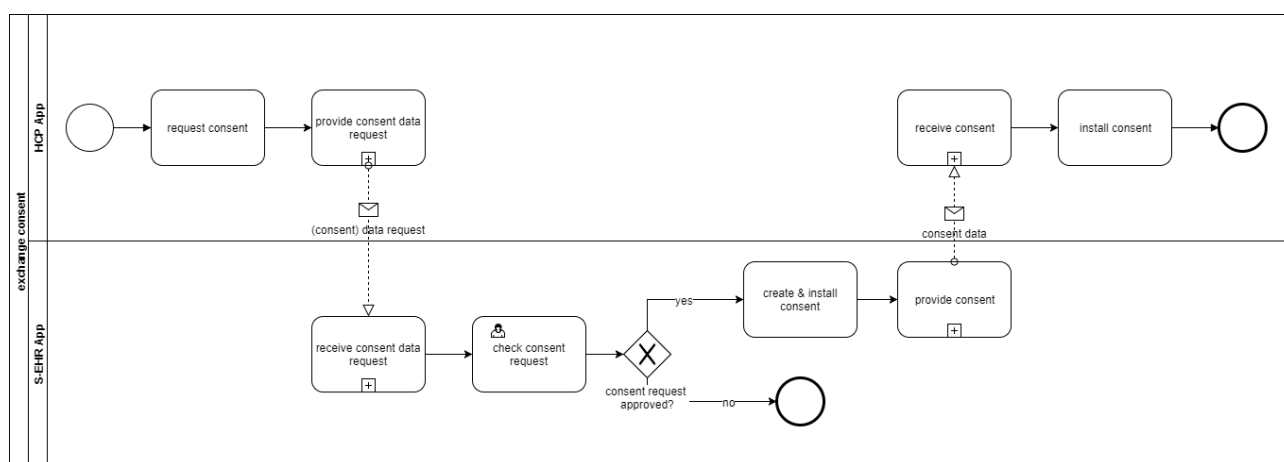 exchange consent
HCP App
request consent
provide consent data
request
receive consent
install consent
(consent) data request
consent data
S-EHR App
receive consent data
request
check consent
request
consent request
approved?
yes
no
create & install
consent
provide consent